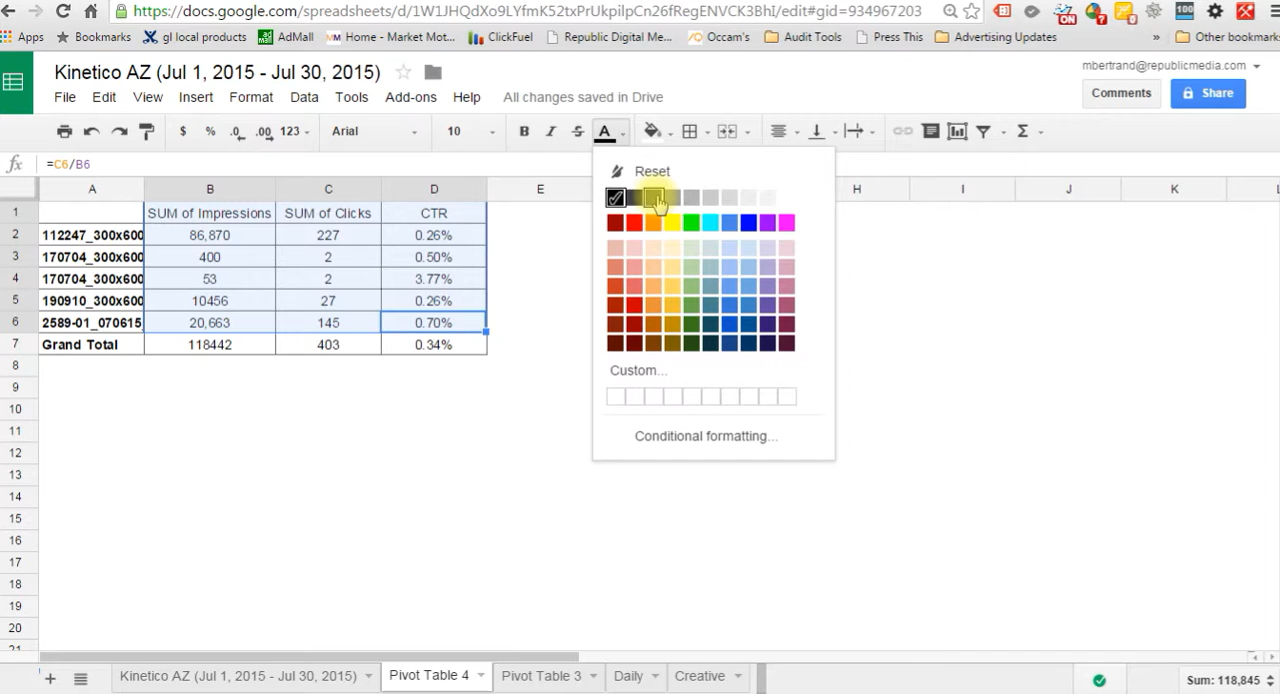 https://docs.google.com/spreadsheets/d/1W1JHQdXo9LYfmK52txPrUkpilpCn26fRegENVCK3BhI/edit#gid=934967203
ON
?
100
Apps Bookmarks gl local products AdMall Home - Market Mot... ClickFuel Republic Digital Me... Occam's Audit Tools Press This Advertising Updates » Other bookmarks
Kinetico AZ (Jul 1, 2015 - Jul 30, 2015)
mbertrand@republicmedia.com
File Edit View Insert Format Data Tools Add-ons Help All changes saved in Drive
Comments Share
$ % .0 .00 123 Arial 10 B I S A Σ
fx =C6/B6
A B C D E H I J K L
1 SUM of Impressions SUM of Clicks CTR
2 112247_300x600 86,870 227 0.26%
3 170704_300x600 400 2 0.50%
4 170704_300x600 53 2 3.77%
5 190910_300x600 10456 27 0.26%
6 2589-01_070615_ 20,663 145 0.70%
7 Grand Total 118442 403 0.34%
8
9
10
11
12
13
14
15
16
17
18
19
20
21
Reset
Custom...
Conditional formatting...
+ Kinetico AZ (Jul 1, 2015 - Jul 30, 2015) Pivot Table 4 Pivot Table 3 Daily Creative
Sum: 118,845